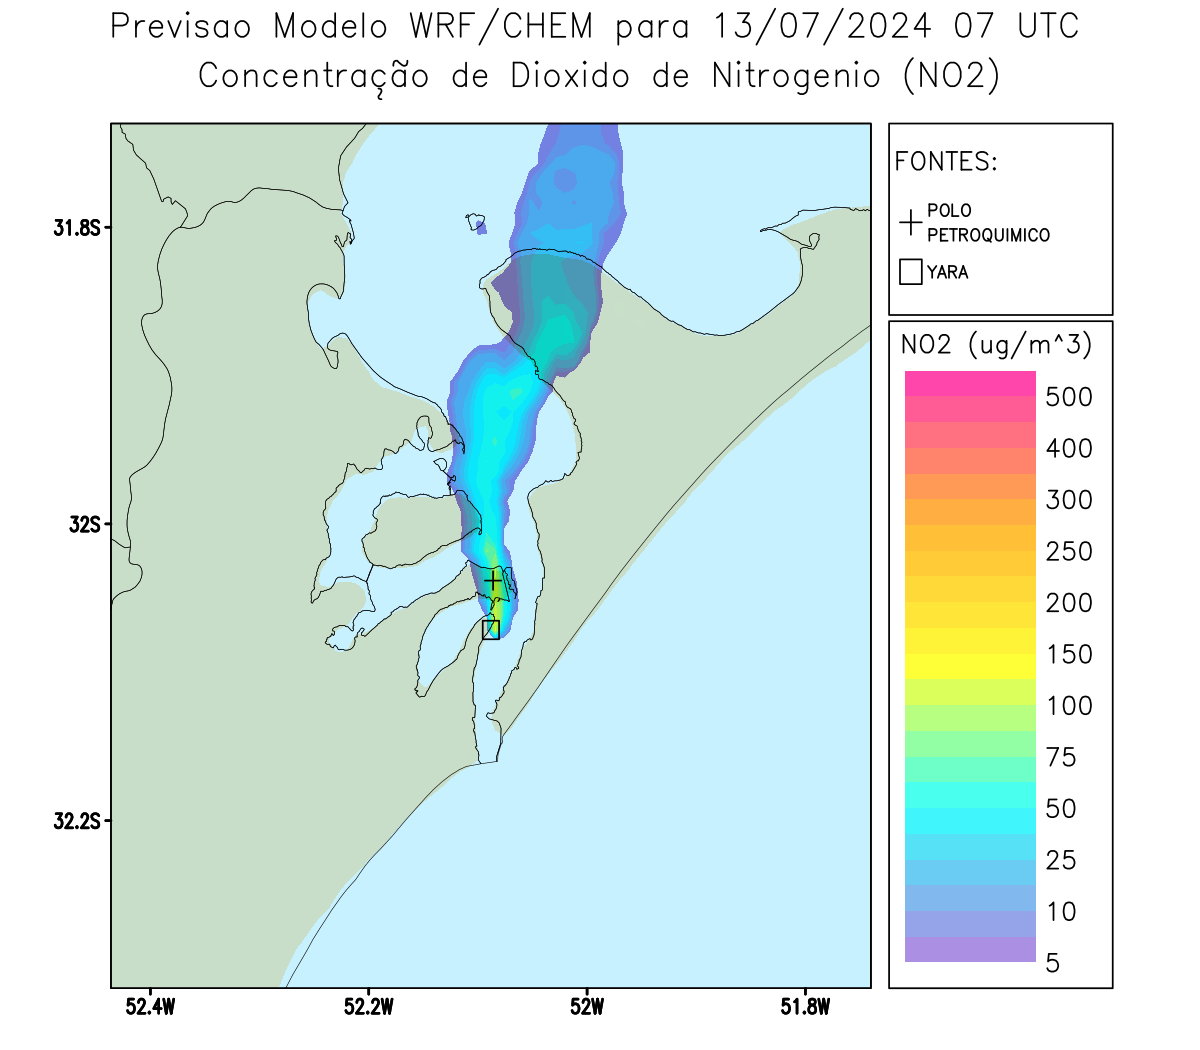 Previsao Modelo WRF/CHEM para 13/07/2024 07 UTC
Concentração de Dioxido de Nitrogenio (NO2)
FONTES:
POLO
PETROQUIMICO
YARA
NO2 (ug/m^3)
500
400
300
250
200
150
100
75
50
25
10
5
31.8S
32S
32.2S
52.4W
52.2W
52W
51.8W